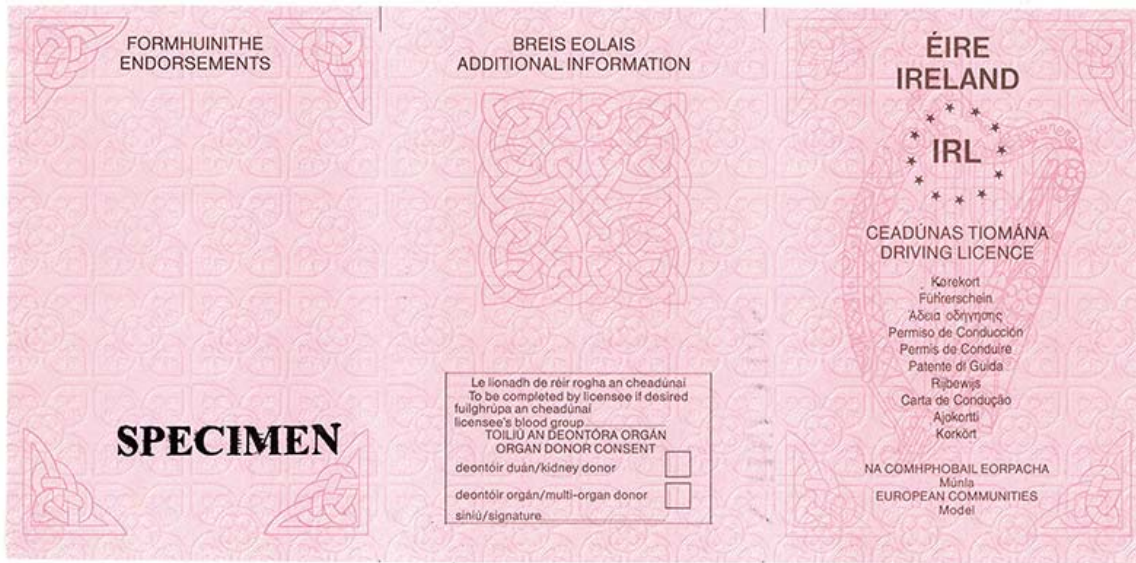 FORMHUINITHE
ENDORSEMENTS
SPECIMEN
BREIS EOLAIS
ADDITIONAL INFORMATION
Le líonadh de réir rogha an cheadúnaí
To be completed by licensee if desired
fuilghrúpa an cheadúnaí
licensee's blood group
TOILIÚ AN DEONTÓRA ORGÁN
ORGAN DONOR CONSENT
deontóir duán/kidney donor
deontóir orgán/multi-organ donor
síniú/signature
ÉIRE
IRELAND
IRL
CEADÚNAS TIOMÁNA
DRIVING LICENCE
Kørekort
Führerschein
Άδεια οδήγησης
Permiso de Conducción
Permis de Conduire
Patente di Guida
Rijbewijs
Carta de Condução
Ajokortti
Körkört
NA COMHPHOBAIL EORPACHA
Múnla
EUROPEAN COMMUNITIES
Model